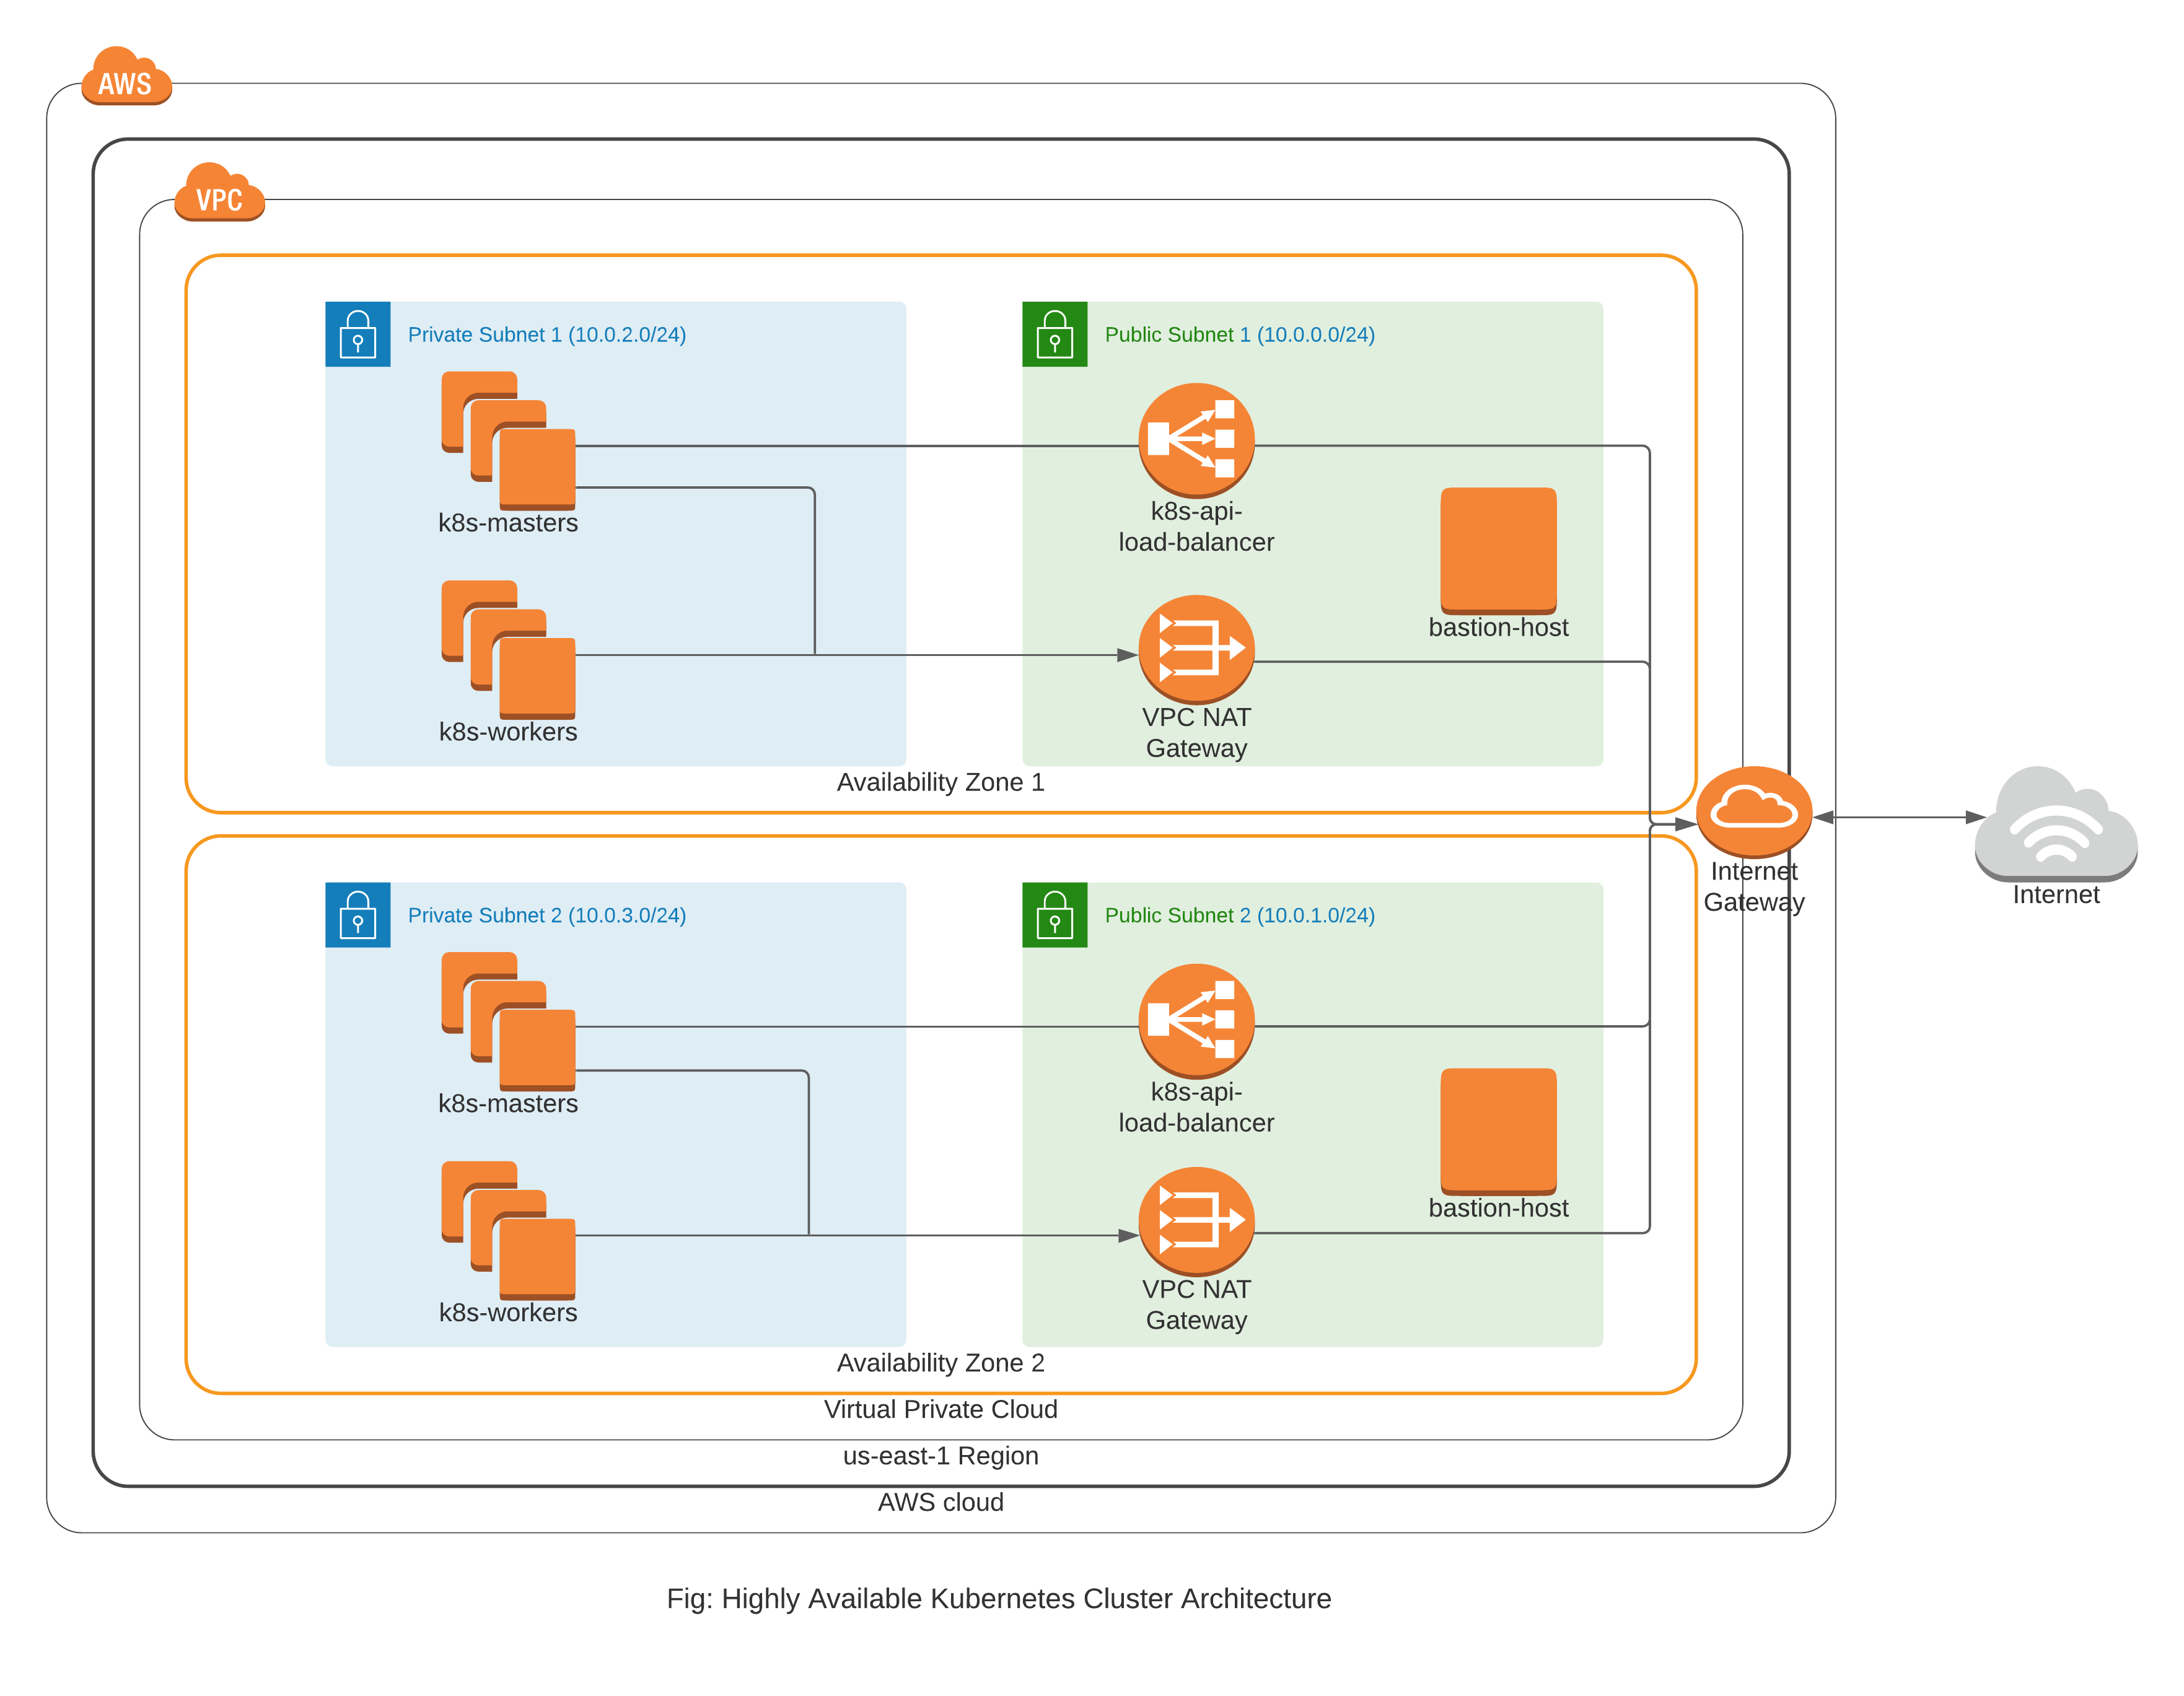 AWS
VPC
Private Subnet 1 (10.0.2.0/24)
Public Subnet 1 (10.0.0.0/24)
k8s-masters
k8s-api-
load-balancer
bastion-host
k8s-workers
VPC NAT
Gateway
Availability Zone 1
Internet
Gateway
Internet
Private Subnet 2 (10.0.3.0/24)
Public Subnet 2 (10.0.1.0/24)
k8s-masters
k8s-api-
load-balancer
bastion-host
k8s-workers
VPC NAT
Gateway
Availability Zone 2
Virtual Private Cloud
us-east-1 Region
AWS cloud
Fig: Highly Available Kubernetes Cluster Architecture